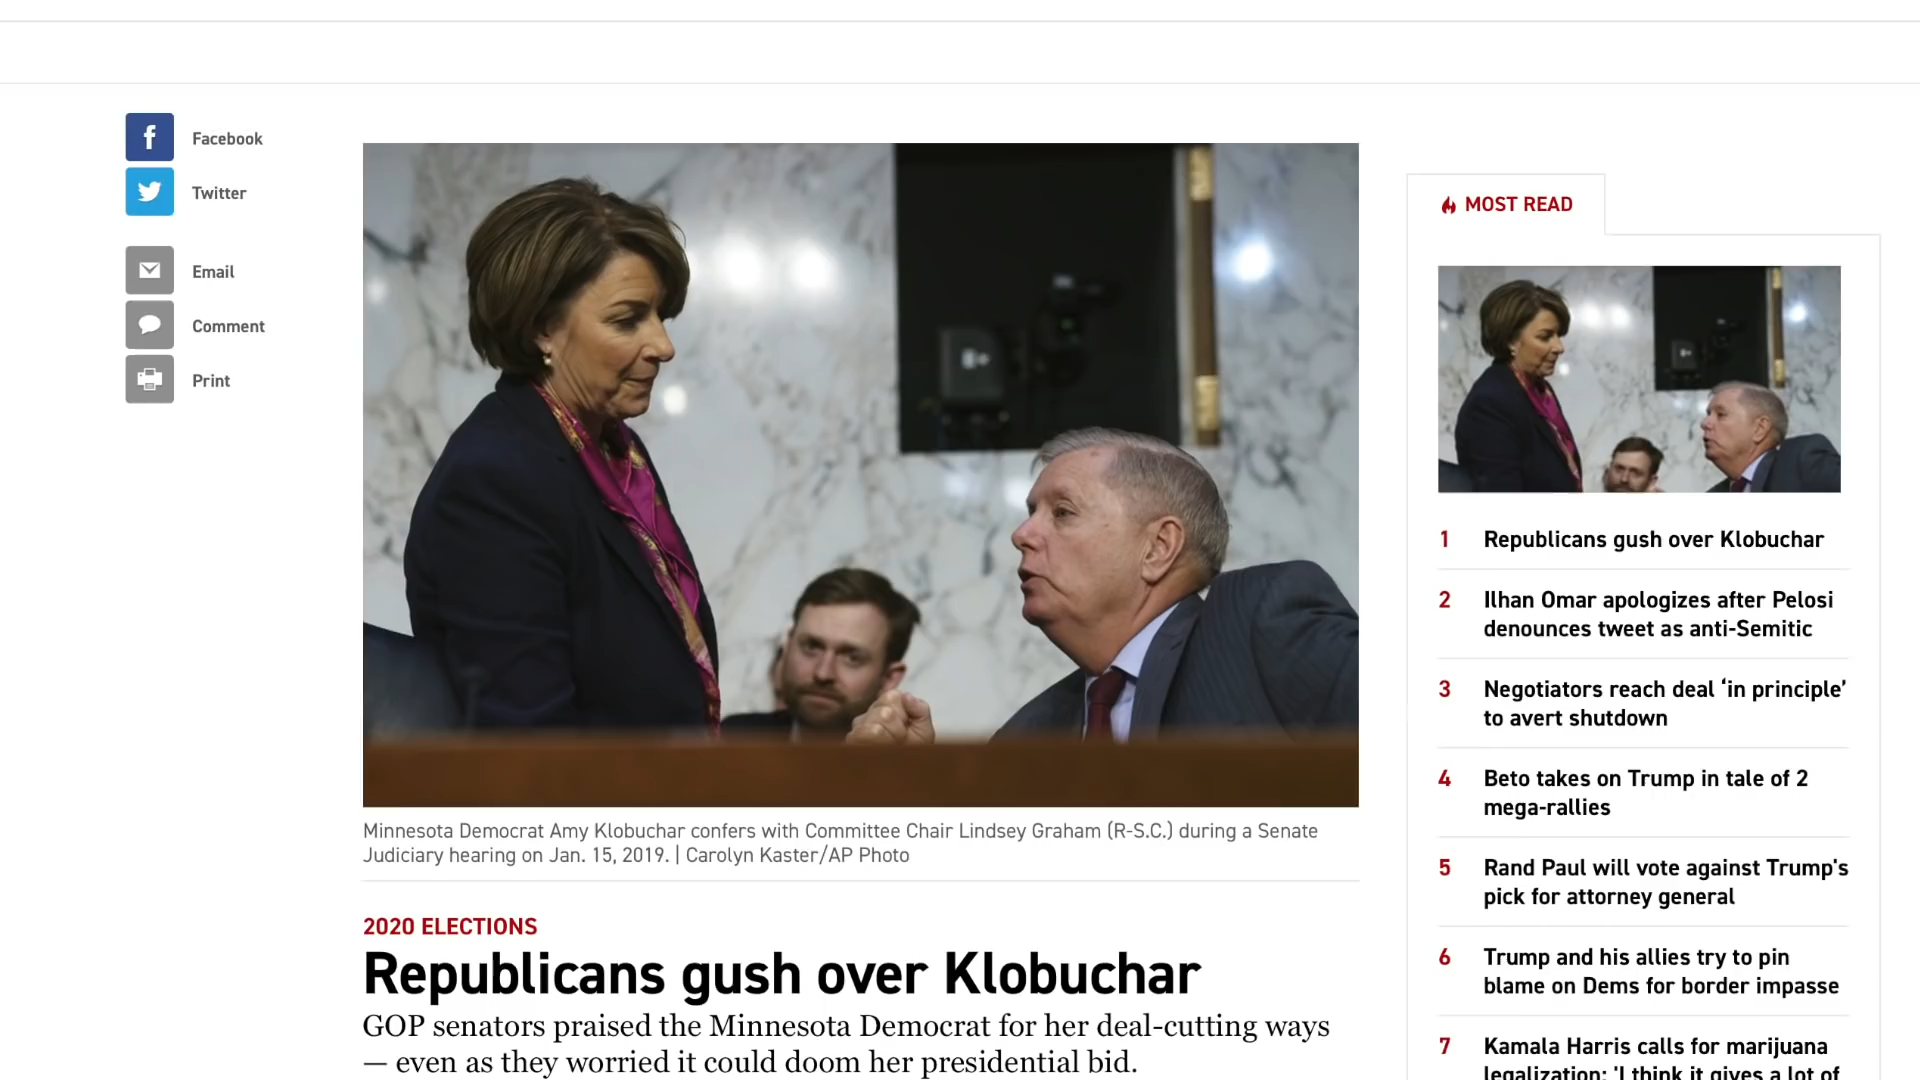 Facebook
Twitter
Email
Comment
Print
Minnesota Democrat Amy Klobuchar confers with Committee Chair Lindsey Graham (R-S.C.) during a Senate
Judiciary hearing on Jan. 15, 2019. | Carolyn Kaster/AP Photo
2020 ELECTIONS
Republicans gush over Klobuchar
GOP senators praised the Minnesota Democrat for her deal-cutting ways
— even as they worried it could doom her presidential bid.
MOST READ
1 Republicans gush over Klobuchar
2 Ilhan Omar apologizes after Pelosi
denounces tweet as anti-Semitic
3 Negotiators reach deal ‘in principle’
to avert shutdown
4 Beto takes on Trump in tale of 2
mega-rallies
5 Rand Paul will vote against Trump's
pick for attorney general
6 Trump and his allies try to pin
blame on Dems for border impasse
7 Kamala Harris calls for marijuana
legalization: 'I think it gives a lot of